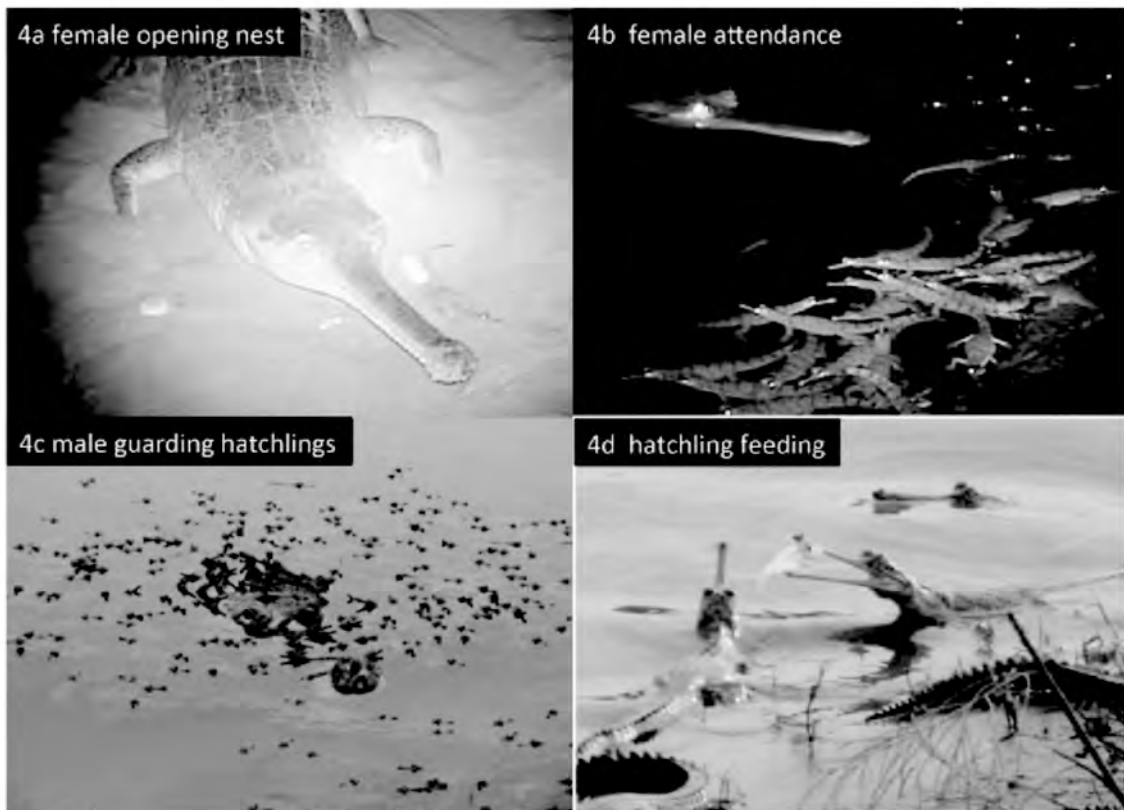 4a female opening nest
4b female attendance
4c male guarding hatchlings
4d hatchling feeding